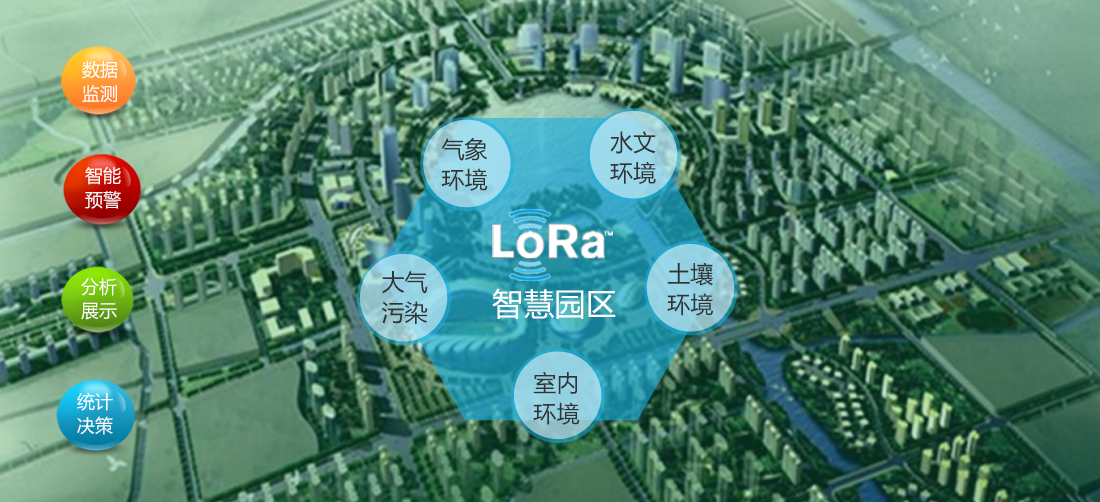 数据
监测
智能
预警
分析
展示
统计
决策
气象
环境
水文
环境
LoRa™
智慧园区
大气
污染
土壤
环境
室内
环境